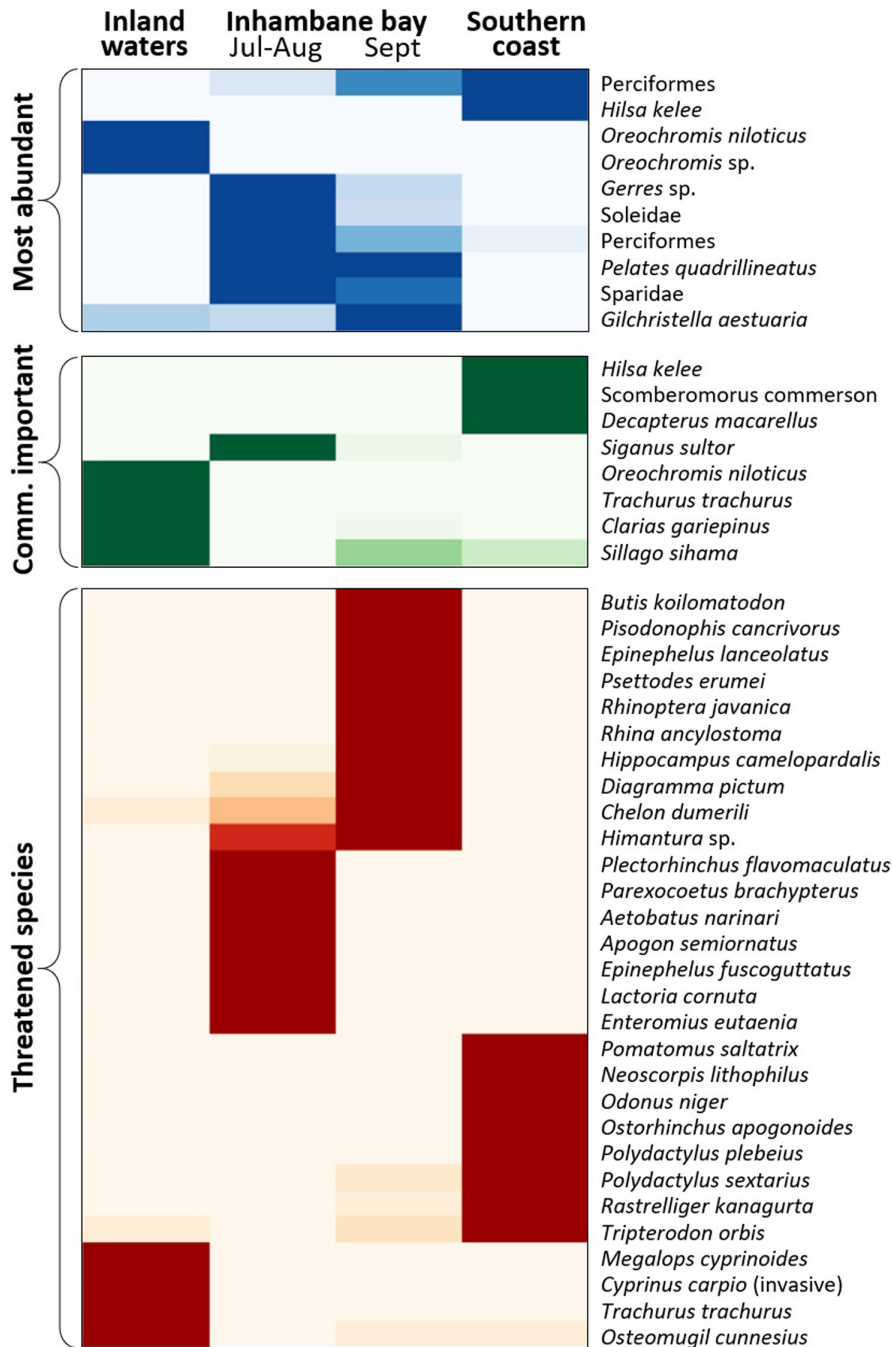 Inland waters
Inhambane bay
Jul-Aug
Sept
Southern coast
Most abundant
Perciformes
Hilsa kelee
Oreochromis niloticus
Oreochromis sp.
Gerres sp.
Soleidae
Perciformes
Pelates quadrillineatus
Sparidae
Gilchristella aestuaria
Comm. important
Hilsa kelee
Scomberomorus commerson
Decapterus macarellus
Siganus sultor
Oreochromis niloticus
Trachurus trachurus
Clarias gariepinus
Sillago sihama
Threatened species
Butis koilomatodon
Pisodonophis cancrivorus
Epinephelus lanceolatus
Psettodes erumei
Rhinoptera javanica
Rhina ancylostoma
Hippocampus camelopardalis
Diagramma pictum
Chelon dumerili
Himantura sp.
Plectorhinchus flavomaculatus
Parexocoetus brachypterus
Aetobatus narinari
Apogon semiornatus
Epinephelus fuscoguttatus
Lactoria cornuta
Enteromius eutaenia
Pomatomus saltatrix
Neoscorpis lithophilus
Odonus niger
Ostorhinchus apogonoides
Polydactylus plebeius
Polydactylus sextarius
Rastrelliger kanagurta
Tripterodon orbis
Megalops cyprinoides
Cyprinus carpio (invasive)
Trachurus trachurus
Osteomugil cunnesius